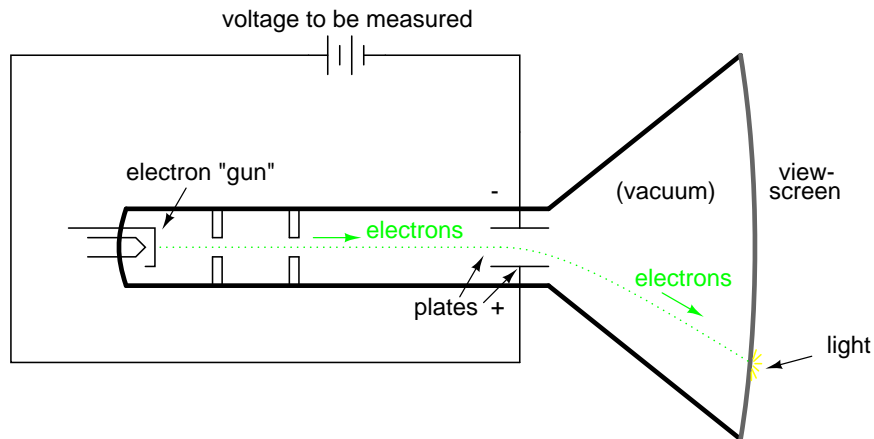 voltage to be measured
electron "gun"
-
(vacuum)
view-
screen
electrons
electrons
plates
+
light